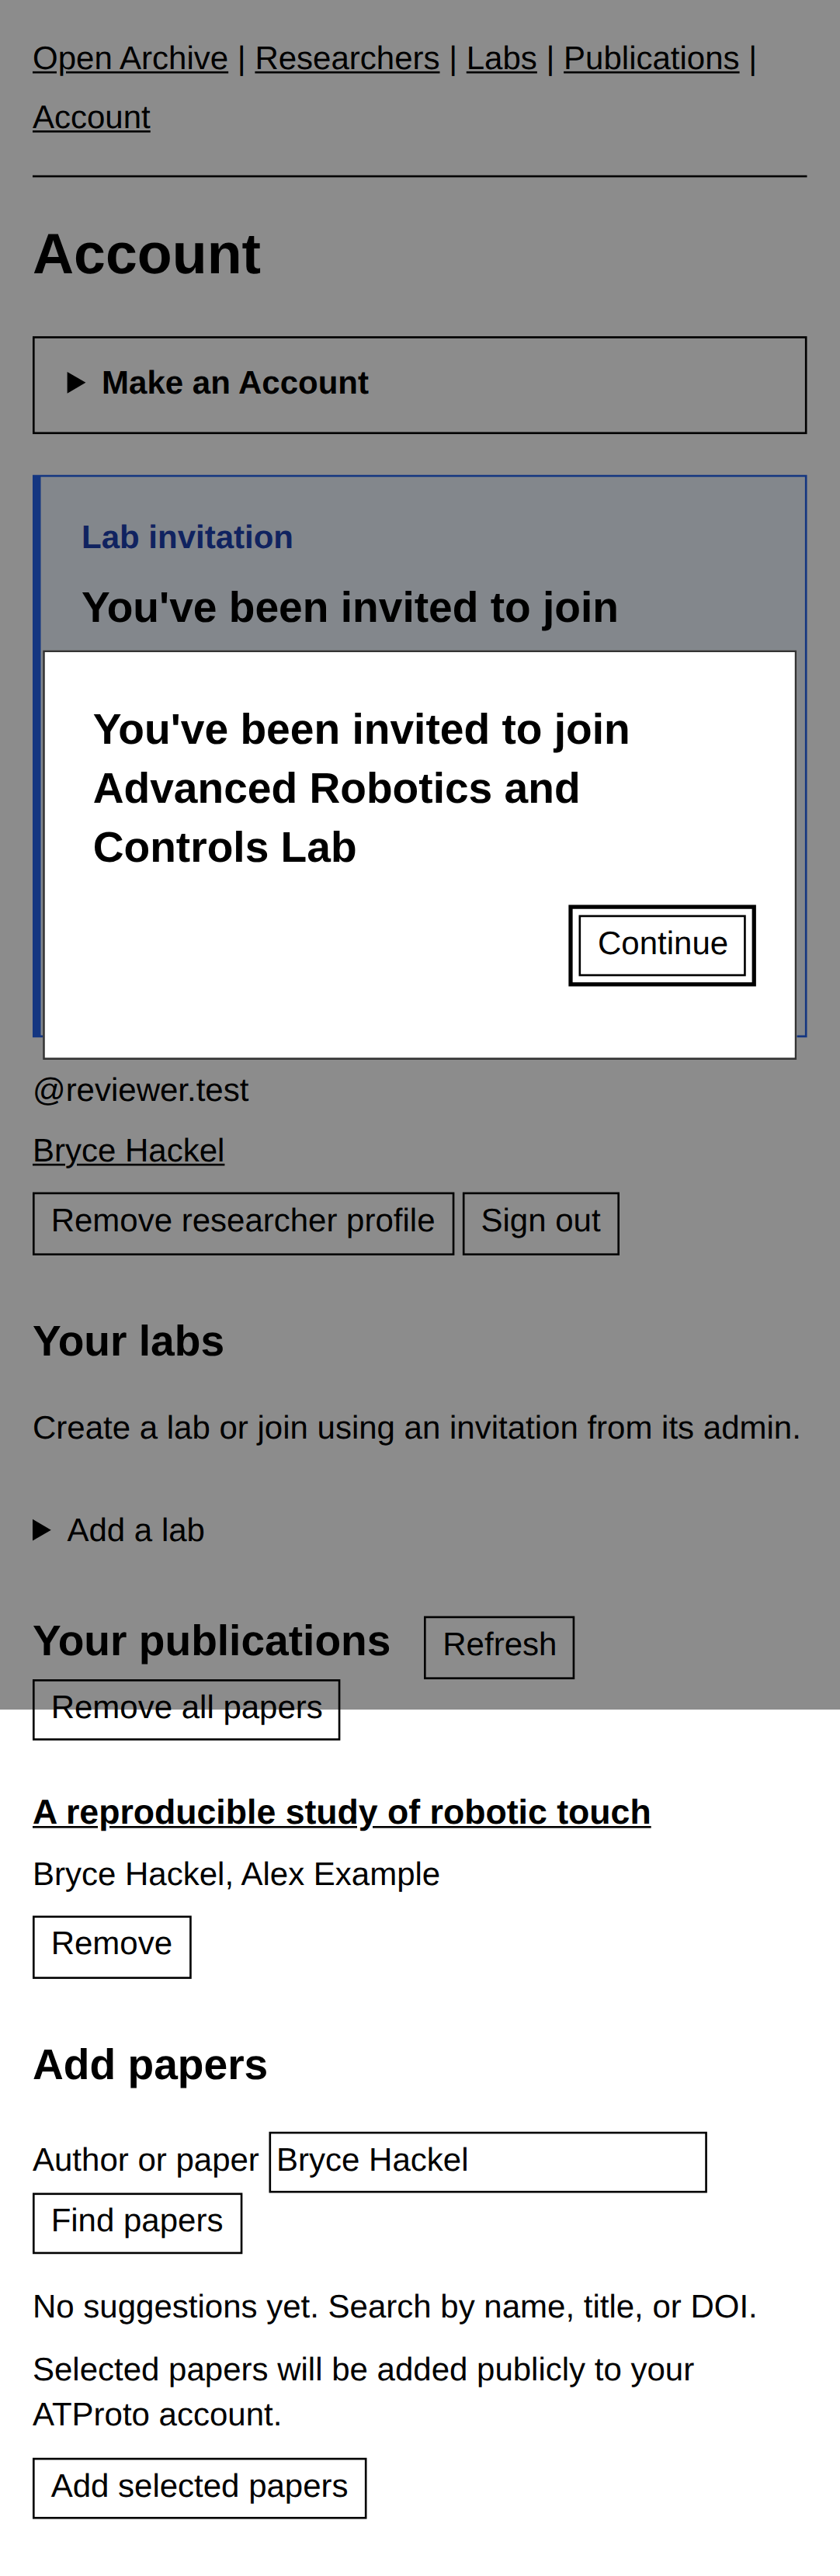 Open Archive | Researchers | Labs | Publications |
Account
Account
Make an Account
Lab invitation
You've been invited to join
You've been invited to join
Advanced Robotics and
Controls Lab
Continue
@reviewer.test
Bryce Hackel
Remove researcher profile Sign out
Your labs
Create a lab or join using an invitation from its admin.
Add a lab
Your publications Refresh
Remove all papers
A reproducible study of robotic touch
Bryce Hackel, Alex Example
Remove
Add papers
Author or paper Bryce Hackel
Find papers
No suggestions yet. Search by name, title, or DOI.
Selected papers will be added publicly to your
ATProto account.
Add selected papers